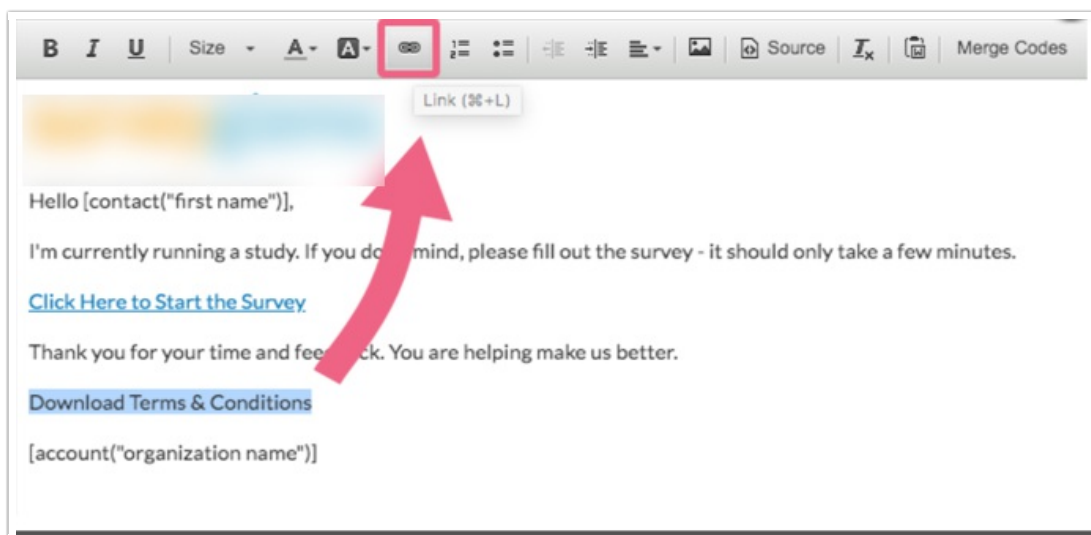 B I U Size A A Source Ix Merge Codes
Link (⌘+L)
Hello [contact("first name")],
I'm currently running a study. If you do mind, please fill out the survey - it should only take a few minutes.
Click Here to Start the Survey
Thank you for your time and fee ck. You are helping make us better.
Download Terms & Conditions
[account("organization name")]